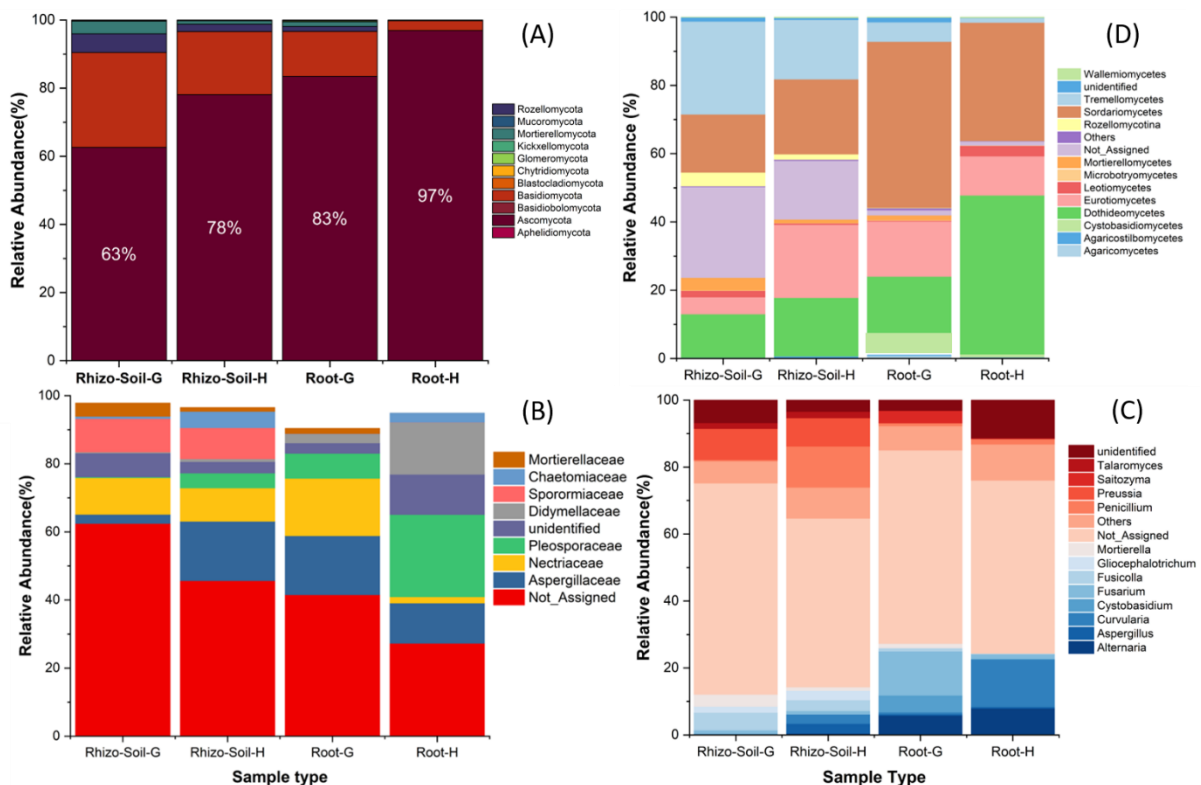 (A)
Relative Abundance(%)
100
80
60
40
20
0
63%
78%
83%
97%
Rhizo-Soil-G
Rhizo-Soil-H
Root-G
Root-H
Rozellomycota
Mucoromycota
Mortierellomycota
Kickxellomycota
Glomeromycota
Chytridiomycota
Blastocladiomycota
Basidiomycota
Basidiobolomycota
Ascomycota
Aphelidiomycota
(D)
Relative Abundance (%)
100
80
60
40
20
0
Rhizo-Soil-G
Rhizo-Soil-H
Root-G
Root-H
Wallemiomycetes
unidentified
Tremellomycetes
Sordariomycetes
Rozellomycotina
Others
Not_Assigned
Mortierellomycetes
Microbotryomycetes
Leotiomycetes
Eurotiomycetes
Dothideomycetes
Cystobasidiomycetes
Agaricostilbomycetes
Agaricomycetes
(B)
Relative Abundance(%)
100
80
60
40
20
0
Rhizo-Soil-G
Rhizo-Soil-H
Root-G
Root-H
Sample type
Mortierellaceae
Chaetomiaceae
Sporormiaceae
Didymellaceae
unidentified
Pleosporaceae
Nectriaceae
Aspergillaceae
Not_Assigned
(C)
Relative Abundance(%)
100
80
60
40
20
0
Rhizo-Soil-G
Rhizo-Soil-H
Root-G
Root-H
Sample Type
unidentified
Talaromyces
Saitozyma
Preussia
Penicillium
Others
Not_Assigned
Mortierella
Gliocephalotrichum
Fusicolla
Fusarium
Cystobasidium
Curvularia
Aspergillus
Alternaria